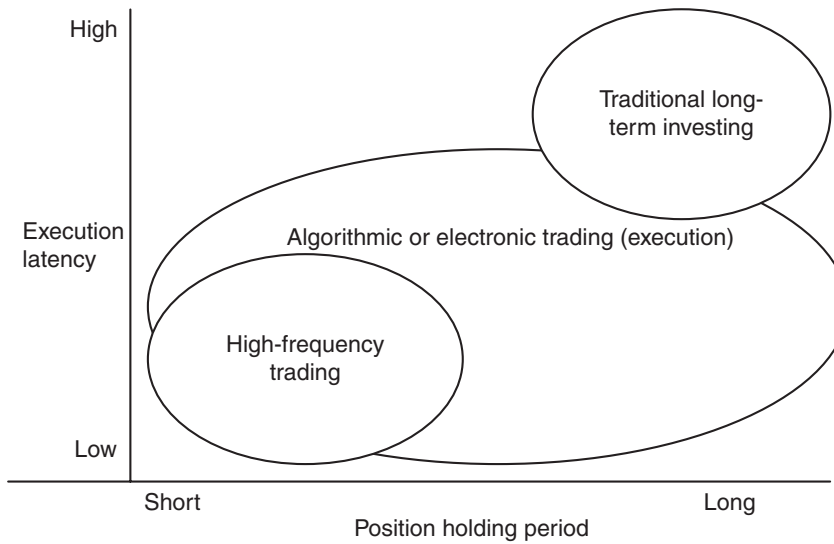 High
Traditional long-
term investing
Execution
latency
Algorithmic or electronic trading (execution)
High-frequency
trading
Low
Short
Long
Position holding period